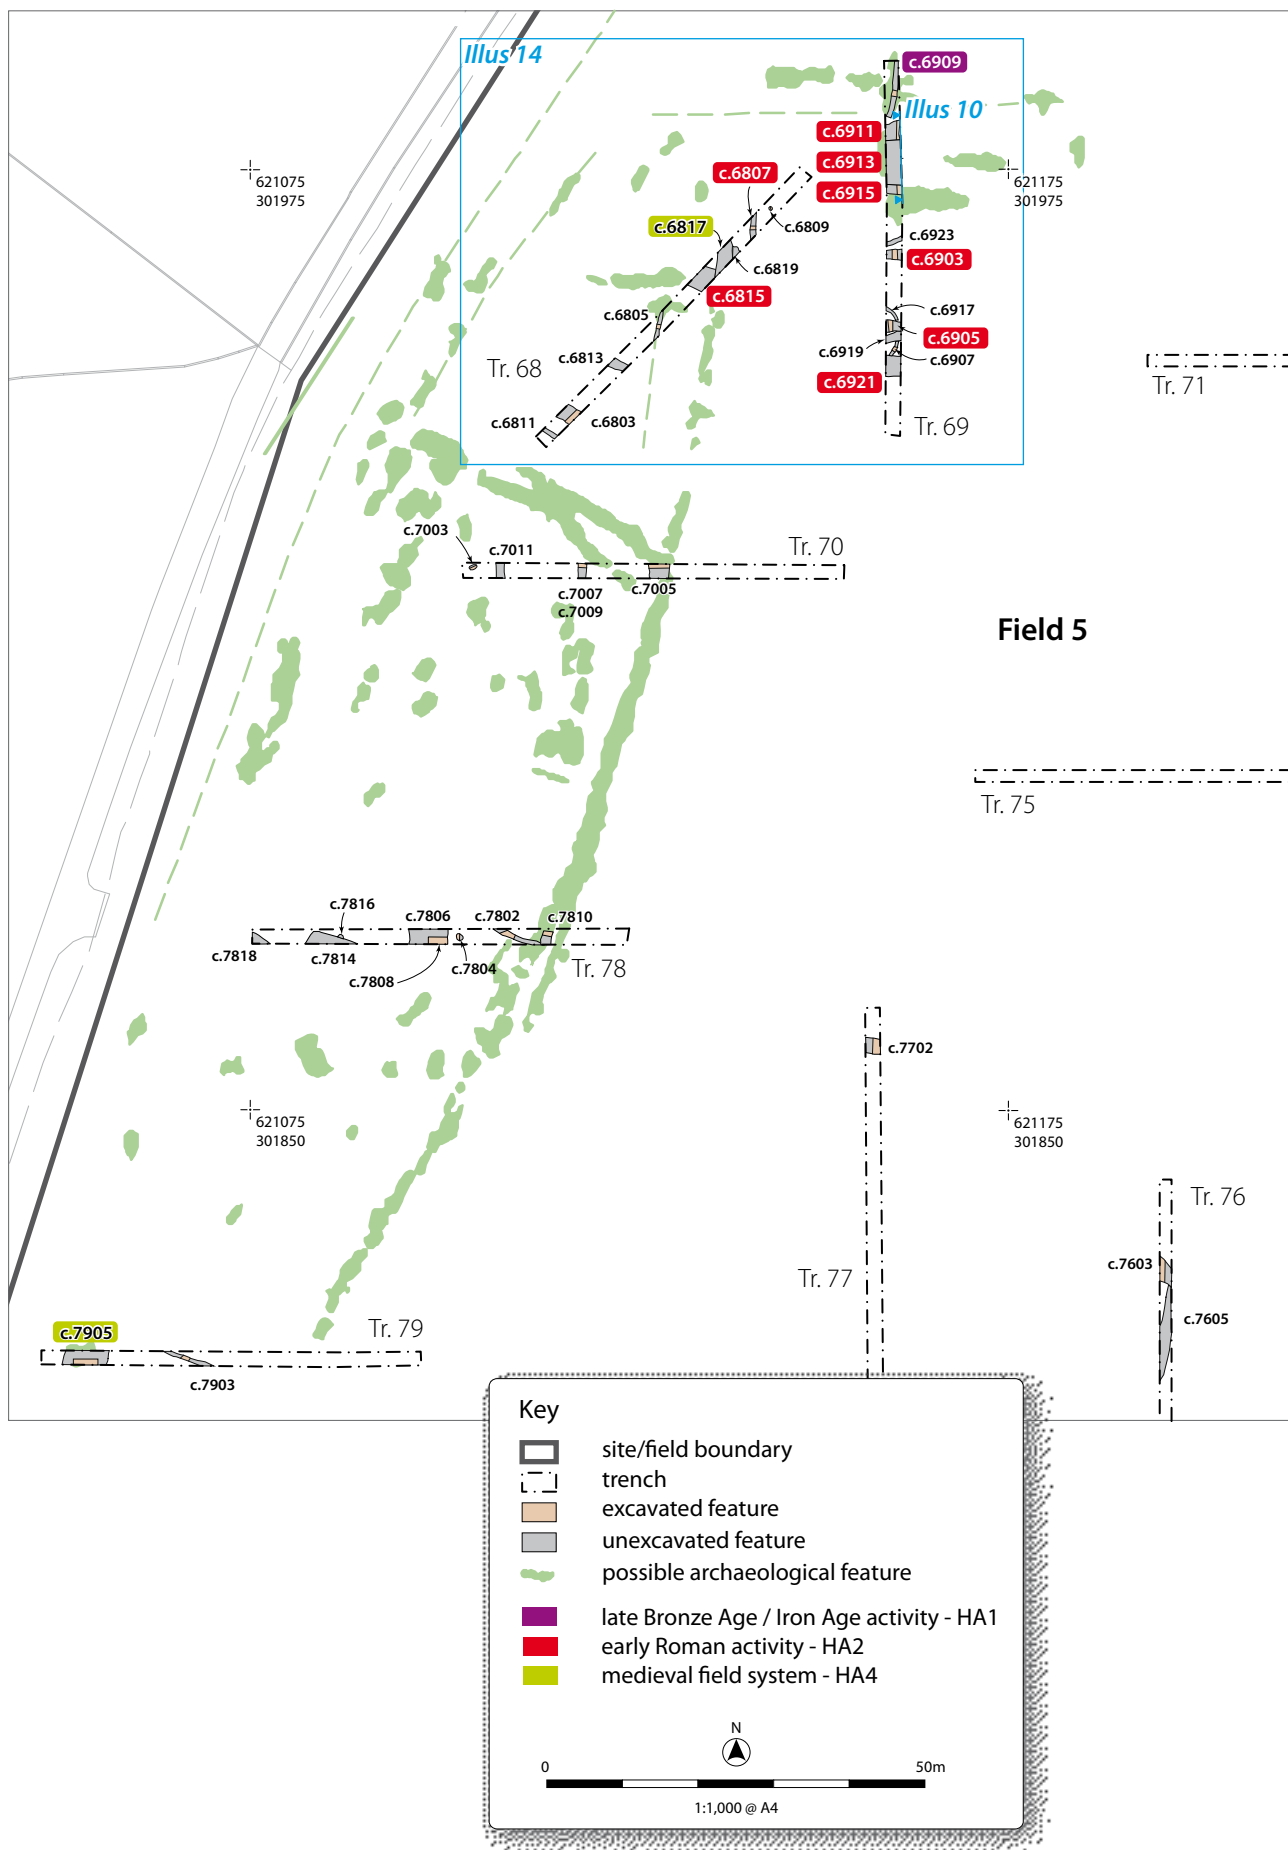 Illus 14
c.6909
Illus 10
c.6911
c.6913
c.6915
621075
301975
621175
301975
c.6807
c.6809
c.6817
c.6819
c.6815
c.6923
c.6903
c.6805
c.6917
c.6905
c.6919
c.6907
c.6813
Tr. 68
c.6921
Tr. 71
c.6811
c.6803
Tr. 69
c.7003
c.7011
Tr. 70
c.7007
c.7009
c.7005
Field 5
Tr. 75
c.7816
c.7806
c.7802
c.7810
c.7818
c.7814
c.7808
c.7804
Tr. 78
c.7702
621075
301850
621175
301850
Tr. 76
c.7603
Tr. 77
c.7605
c.7905
Tr. 79
c.7903
Key
site/field boundary
trench
excavated feature
unexcavated feature
possible archaeological feature
late Bronze Age / Iron Age activity - HA1
early Roman activity - HA2
medieval field system - HA4
N
0
50m
1:1,000 @ A4